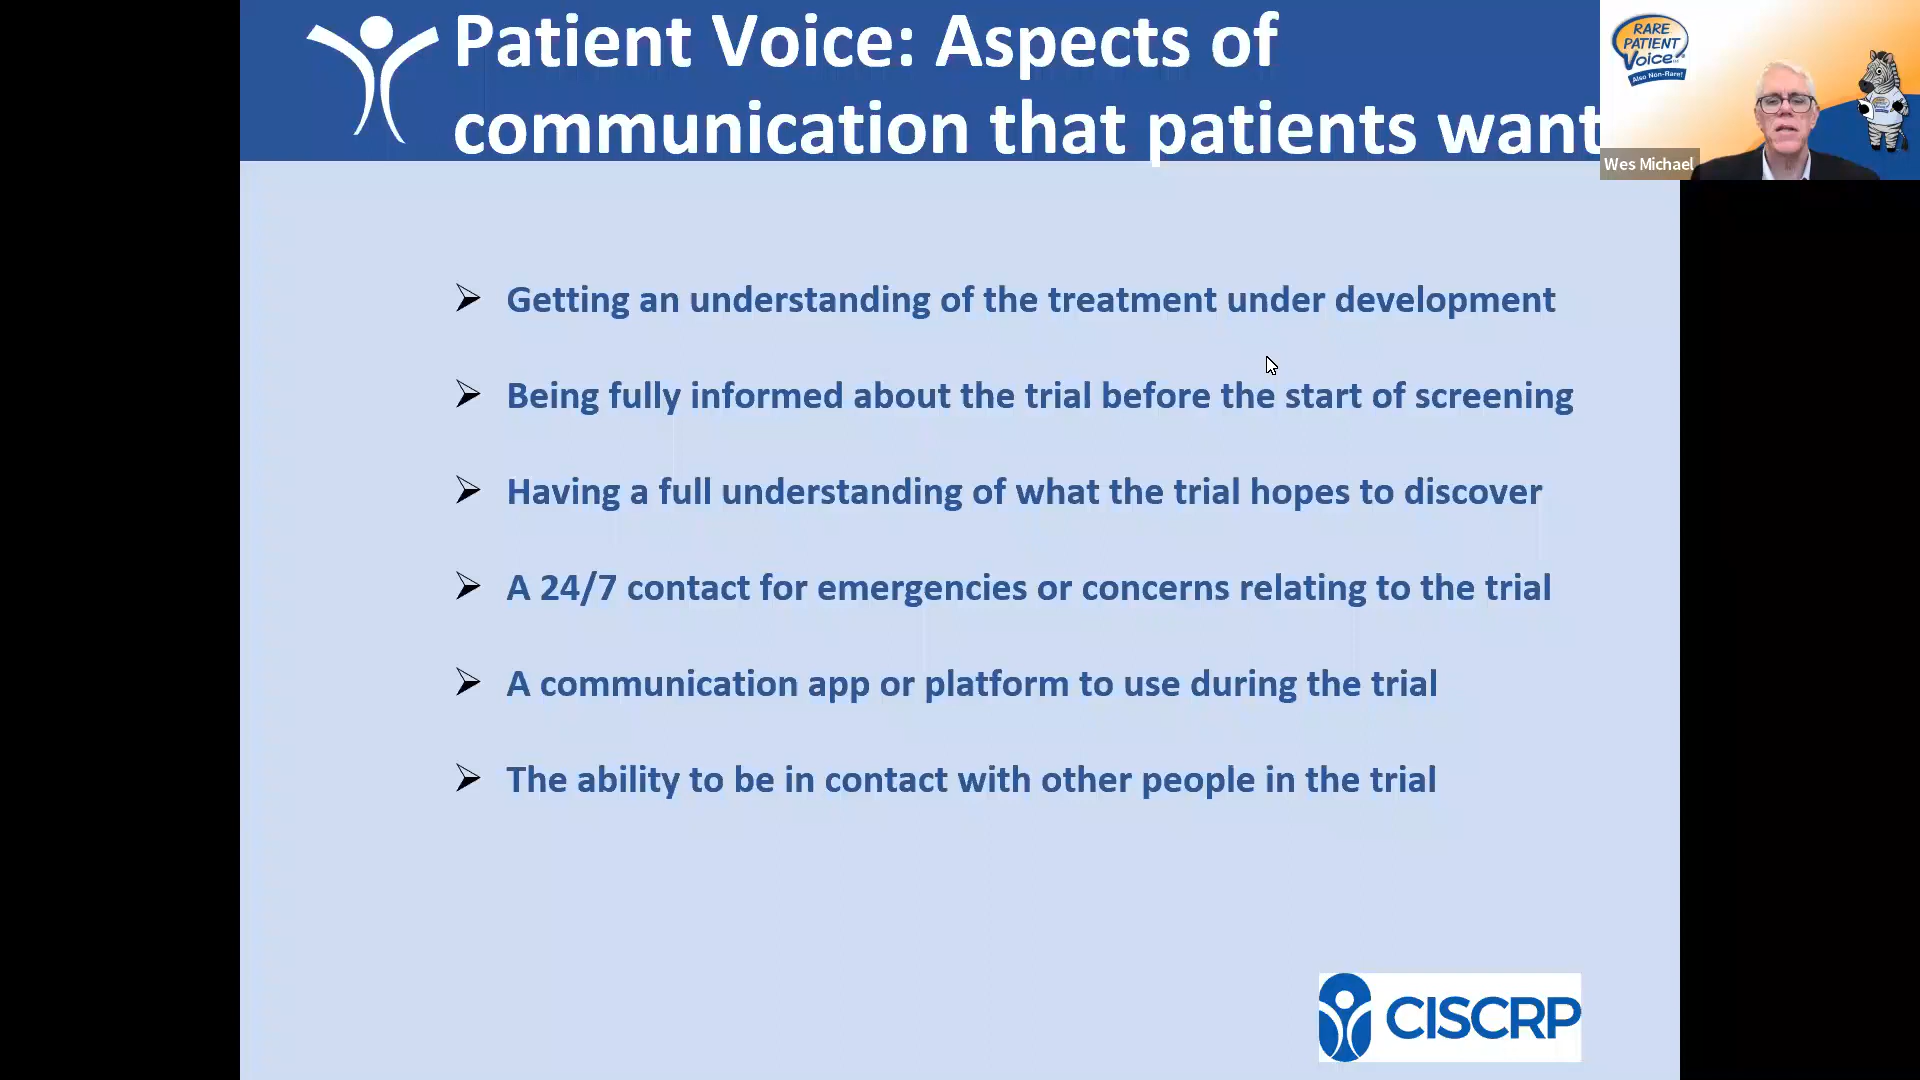 Patient Voice: Aspects of
communication that patients want
RARE
PATIENT
Voice
Also Non-Rare!
Wes Michael
Getting an understanding of the treatment under development
Being fully informed about the trial before the start of screening
Having a full understanding of what the trial hopes to discover
A 24/7 contact for emergencies or concerns relating to the trial
A communication app or platform to use during the trial
The ability to be in contact with other people in the trial
CISCRP